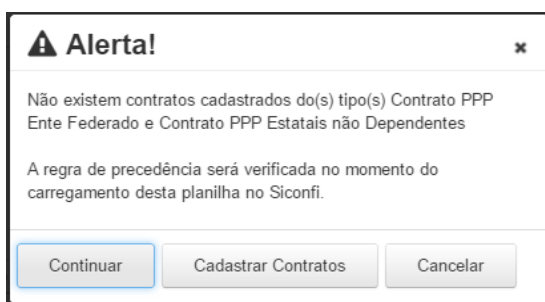 Alerta!
Não existem contratos cadastrados do(s) tipo(s) Contrato PPP
Ente Federado e Contrato PPP Estatais não Dependentes
A regra de precedência será verificada no momento do
carregamento desta planilha no Siconfi.
Continuar
Cadastrar Contratos
Cancelar